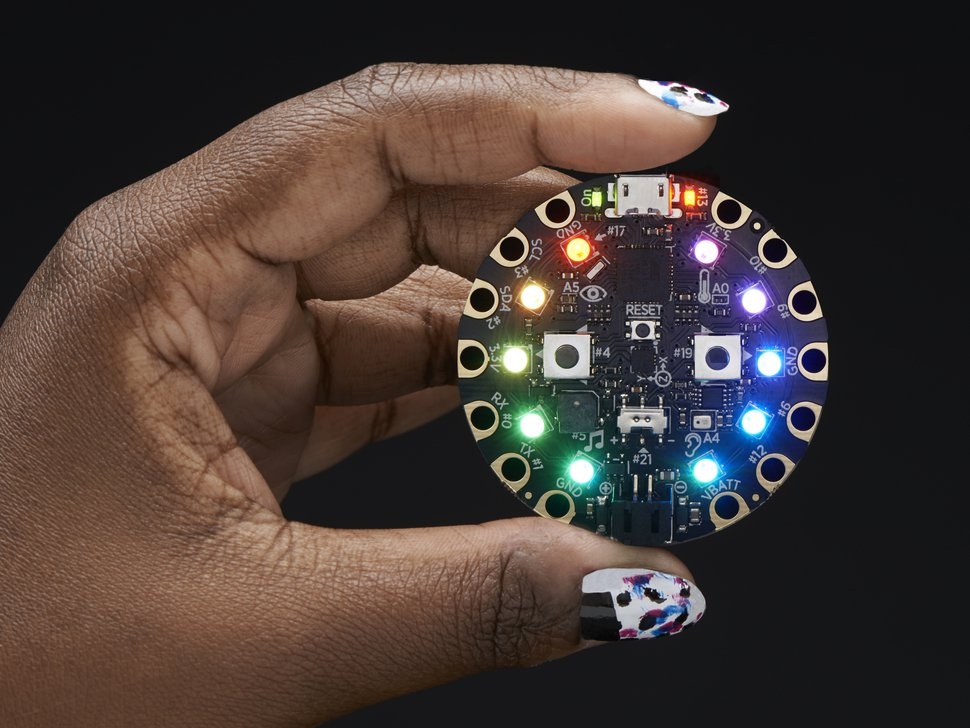 ON
#13
GND
#17
3.3V
SCL
#3
#10
A5
A0
SDA
#2
#9
RESET
3.3V
#4
#19
GND
X
Y
Z
RX
#0
#6
#5
+
A4
TX #1
#21
#12
GND
VBATT